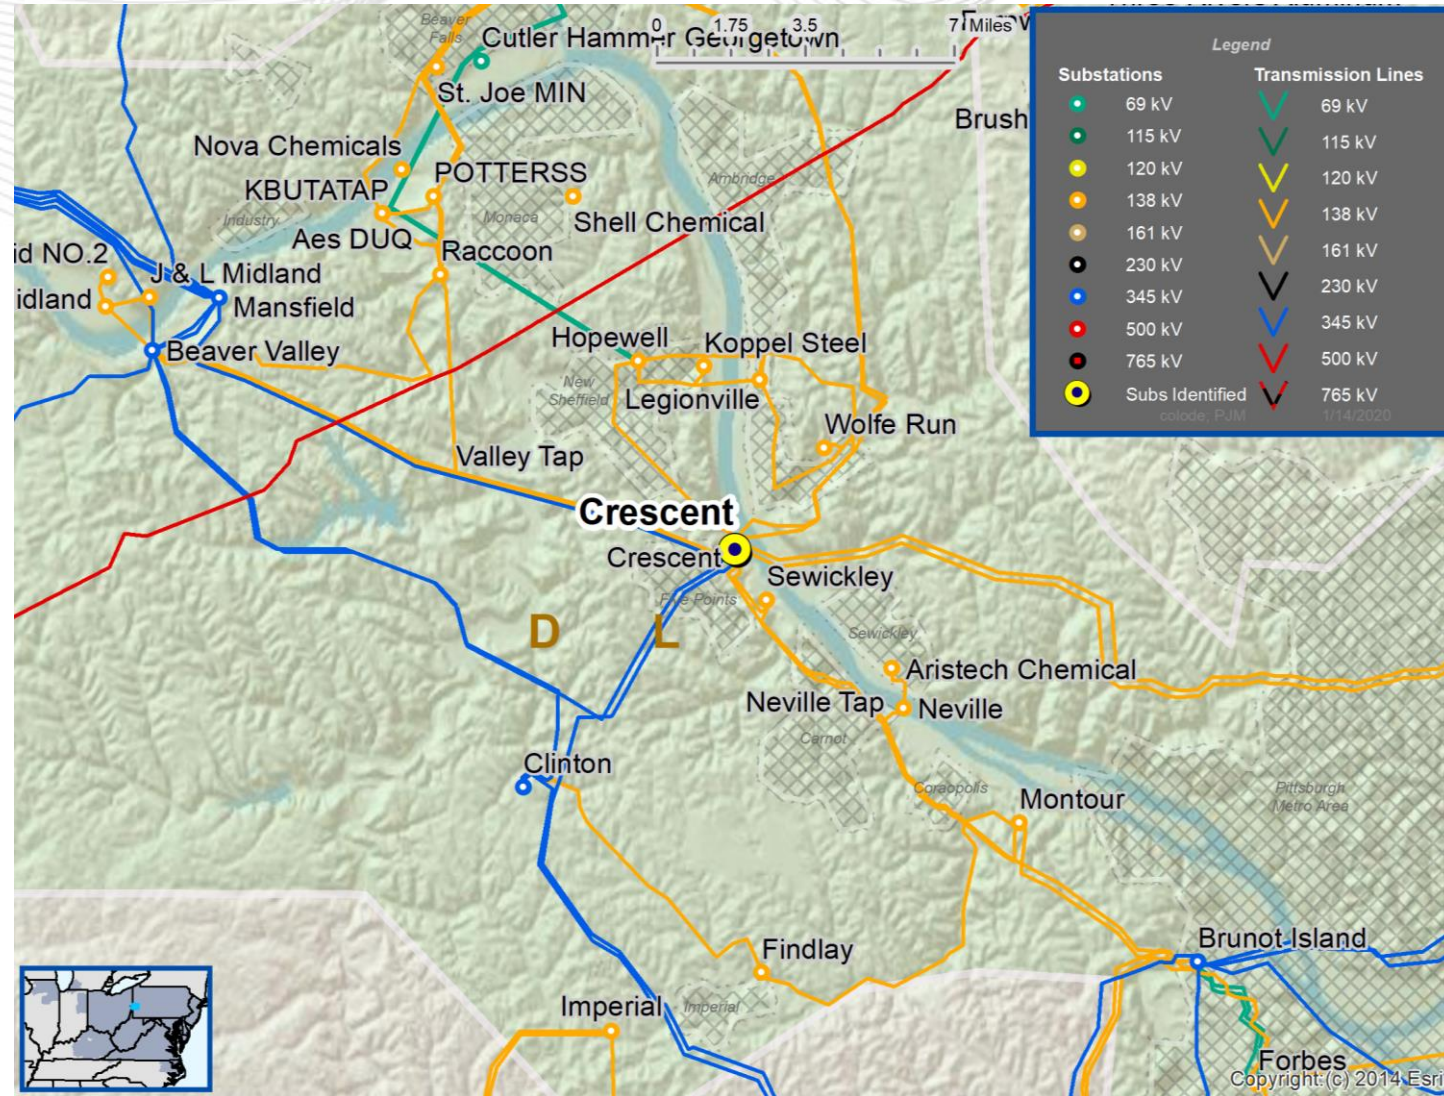 Beaver
Falls
Cutler Hammer Georgetown
0 1.75 3.5 7 Miles
St. Joe MIN
Brush
Nova Chemicals
POTTERSS
KBUTATAP
Ambridge
Industry
Monaca
Shell Chemical
Aes DUQ
Raccoon
id NO.2
J & L Midland
idland
Mansfield
Hopewell
Koppel Steel
Beaver Valley
New
Sheffield
Legionville
Wolfe Run
Valley Tap
Crescent
Crescent
Sewickley
Five Points
D L
Sewickley
Aristech Chemical
Neville Tap
Neville
Carnot
Clinton
Coraopolis
Montour
Pittsburgh
Metro Area
Findlay
Brunot Island
Imperial
Imperial
Forbes
Copyright:(c) 2014 Esri
Legend
Substations Transmission Lines
69 kV 69 kV
115 kV 115 kV
120 kV 120 kV
138 kV 138 kV
161 kV 161 kV
230 kV 230 kV
345 kV 345 kV
500 kV 500 kV
765 kV 765 kV
Subs Identified
colode, PJM 1/14/2020